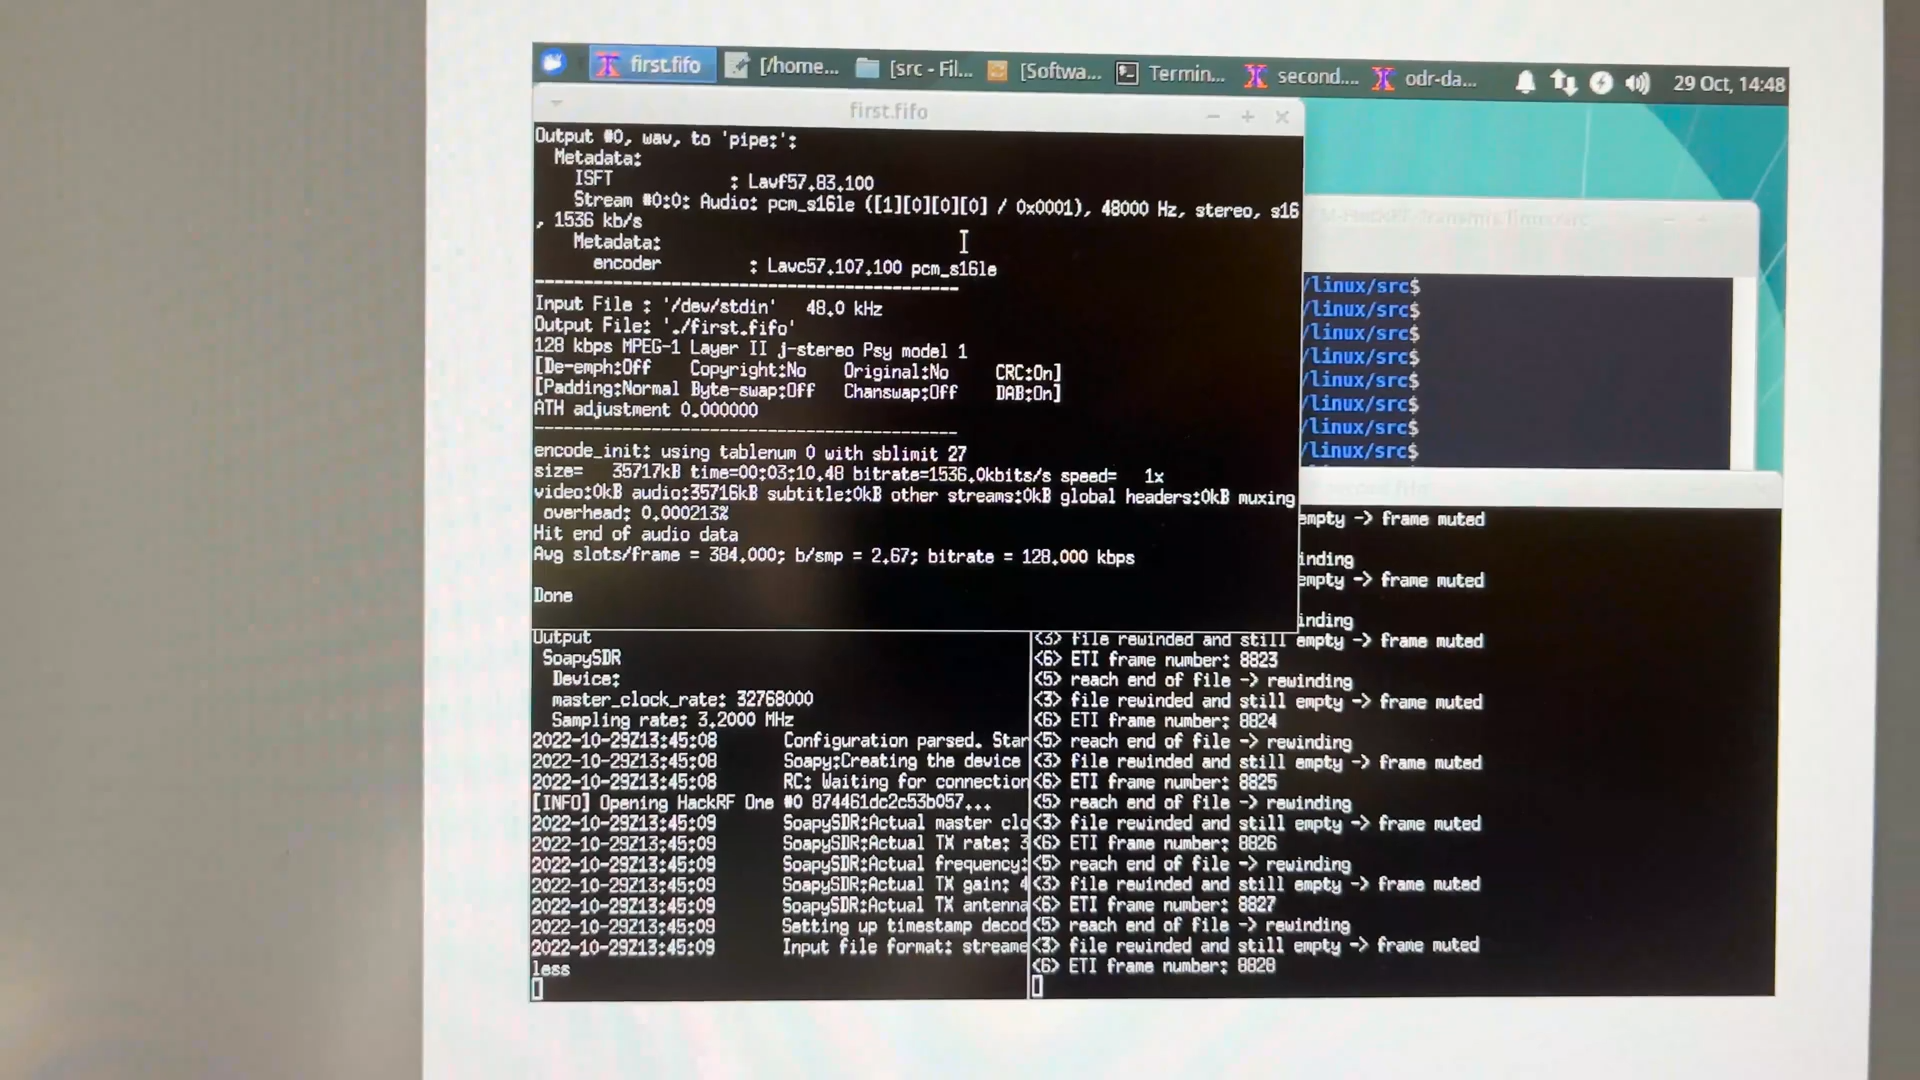 first.fifo
[/home...
[src - Fil...
[Softwa...
Termin...
second....
odr-da...
29 Oct, 14:48
first.fifo
Output #0, wav, to 'pipe:':
Metadata:
ISFT : Lavf57.83.100
Stream #0:0: Audio: pcm_s16le ([1][0][0][0] / 0x0001), 48000 Hz, stereo, s16
, 1536 kb/s
Metadata:
encoder : Lavc57.107.100 pcm_s16le
---------------------------------------------
Input File : '/dev/stdin' 48.0 kHz
Output File: './first.fifo'
128 kbps MPEG-1 Layer II j-stereo Psy model 1
[De-emph:Off Copyright:No Original:No CRC:On]
[Padding:Normal Byte-swap:Off Chanswap:Off DAB:On]
ATH adjustment 0.000000
---------------------------------------------
encode_init: using tablenum 0 with sblimit 27
size= 35717kB time=00:03:10.48 bitrate=1536.0kbits/s speed= 1x
video:0kB audio:35716kB subtitle:0kB other streams:0kB global headers:0kB muxing
overhead: 0.000213%
Hit end of audio data
Avg slots/frame = 384.000; b/smp = 2.67; bitrate = 128.000 kbps
Done
/linux/src$
/linux/src$
/linux/src$
/linux/src$
/linux/src$
/linux/src$
/linux/src$
/linux/src$
Output
SoapySDR
Device:
master_clock_rate: 32768000
Sampling rate: 3.2000 MHz
2022-10-29Z13:45:08 Configuration parsed. Star
2022-10-29Z13:45:08 Soapy:Creating the device
2022-10-29Z13:45:08 RC: Waiting for connection
[INFO] Opening HackRF One #0 874461dc2c53b057...
2022-10-29Z13:45:09 SoapySDR:Actual master clo
2022-10-29Z13:45:09 SoapySDR:Actual TX rate: 3
2022-10-29Z13:45:09 SoapySDR:Actual frequency:
2022-10-29Z13:45:09 SoapySDR:Actual TX gain: 4
2022-10-29Z13:45:09 SoapySDR:Actual TX antenna
2022-10-29Z13:45:09 Setting up timestamp decod
2022-10-29Z13:45:09 Input file format: streame
less
empty -> frame muted
inding
empty -> frame muted
inding
<3> file rewinded and still empty -> frame muted
<6> ETI frame number: 8823
<5> reach end of file -> rewinding
<3> file rewinded and still empty -> frame muted
<6> ETI frame number: 8824
<5> reach end of file -> rewinding
<3> file rewinded and still empty -> frame muted
<6> ETI frame number: 8825
<5> reach end of file -> rewinding
<3> file rewinded and still empty -> frame muted
<6> ETI frame number: 8826
<5> reach end of file -> rewinding
<3> file rewinded and still empty -> frame muted
<6> ETI frame number: 8827
<5> reach end of file -> rewinding
<3> file rewinded and still empty -> frame muted
<6> ETI frame number: 8828